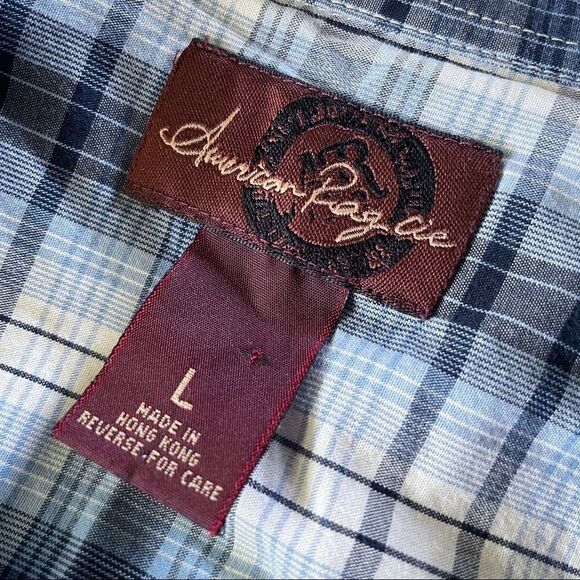 American Rag Cie
L
MADE IN
HONG KONG
REVERSE FOR CARE